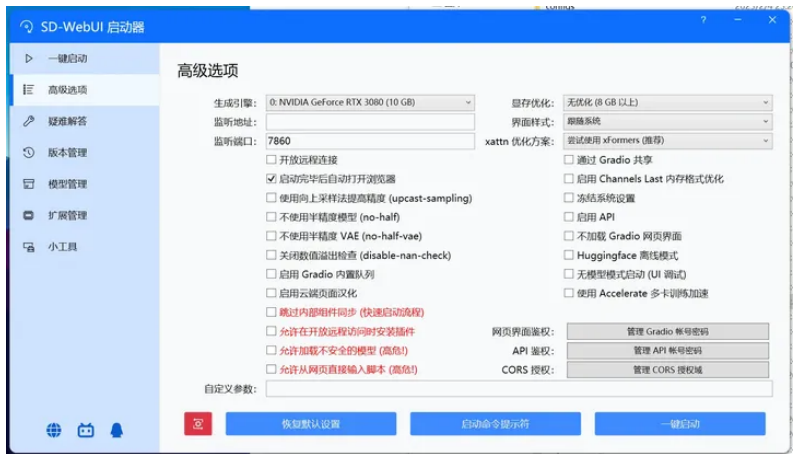 configs
SD-WebUI 启动器
一键启动
高级选项
疑难解答
版本管理
模型管理
扩展管理
小工具
高级选项
生成引擎: 0: NVIDIA GeForce RTX 3080 (10 GB) 显存优化: 无优化 (8 GB 以上)
监听地址: 界面样式: 跟随系统
监听端口: 7860 xattn 优化方案: 尝试使用 xFormers (推荐)
开放远程连接 通过 Gradio 共享
启动完毕后自动打开浏览器 启用 Channels Last 内存格式优化
使用向上采样法提高精度 (upcast-sampling) 冻结系统设置
不使用半精度模型 (no-half) 启用 API
不使用半精度 VAE (no-half-vae) 不加载 Gradio 网页界面
关闭数值溢出检查 (disable-nan-check) Huggingface 离线模式
启用 Gradio 内置队列 无模型模式启动 (UI 调试)
启用云端页面汉化 使用 Accelerate 多卡训练加速
跳过内部组件同步 (快速启动流程)
允许在开放远程访问时安装插件 网页界面鉴权: 管理 Gradio 帐号密码
允许加载不安全的模型 (高危!) API 鉴权: 管理 API 帐号密码
允许从网页直接输入脚本 (高危!) CORS 授权: 管理 CORS 授权域
自定义参数:
恢复默认设置 启动命令提示符 一键启动